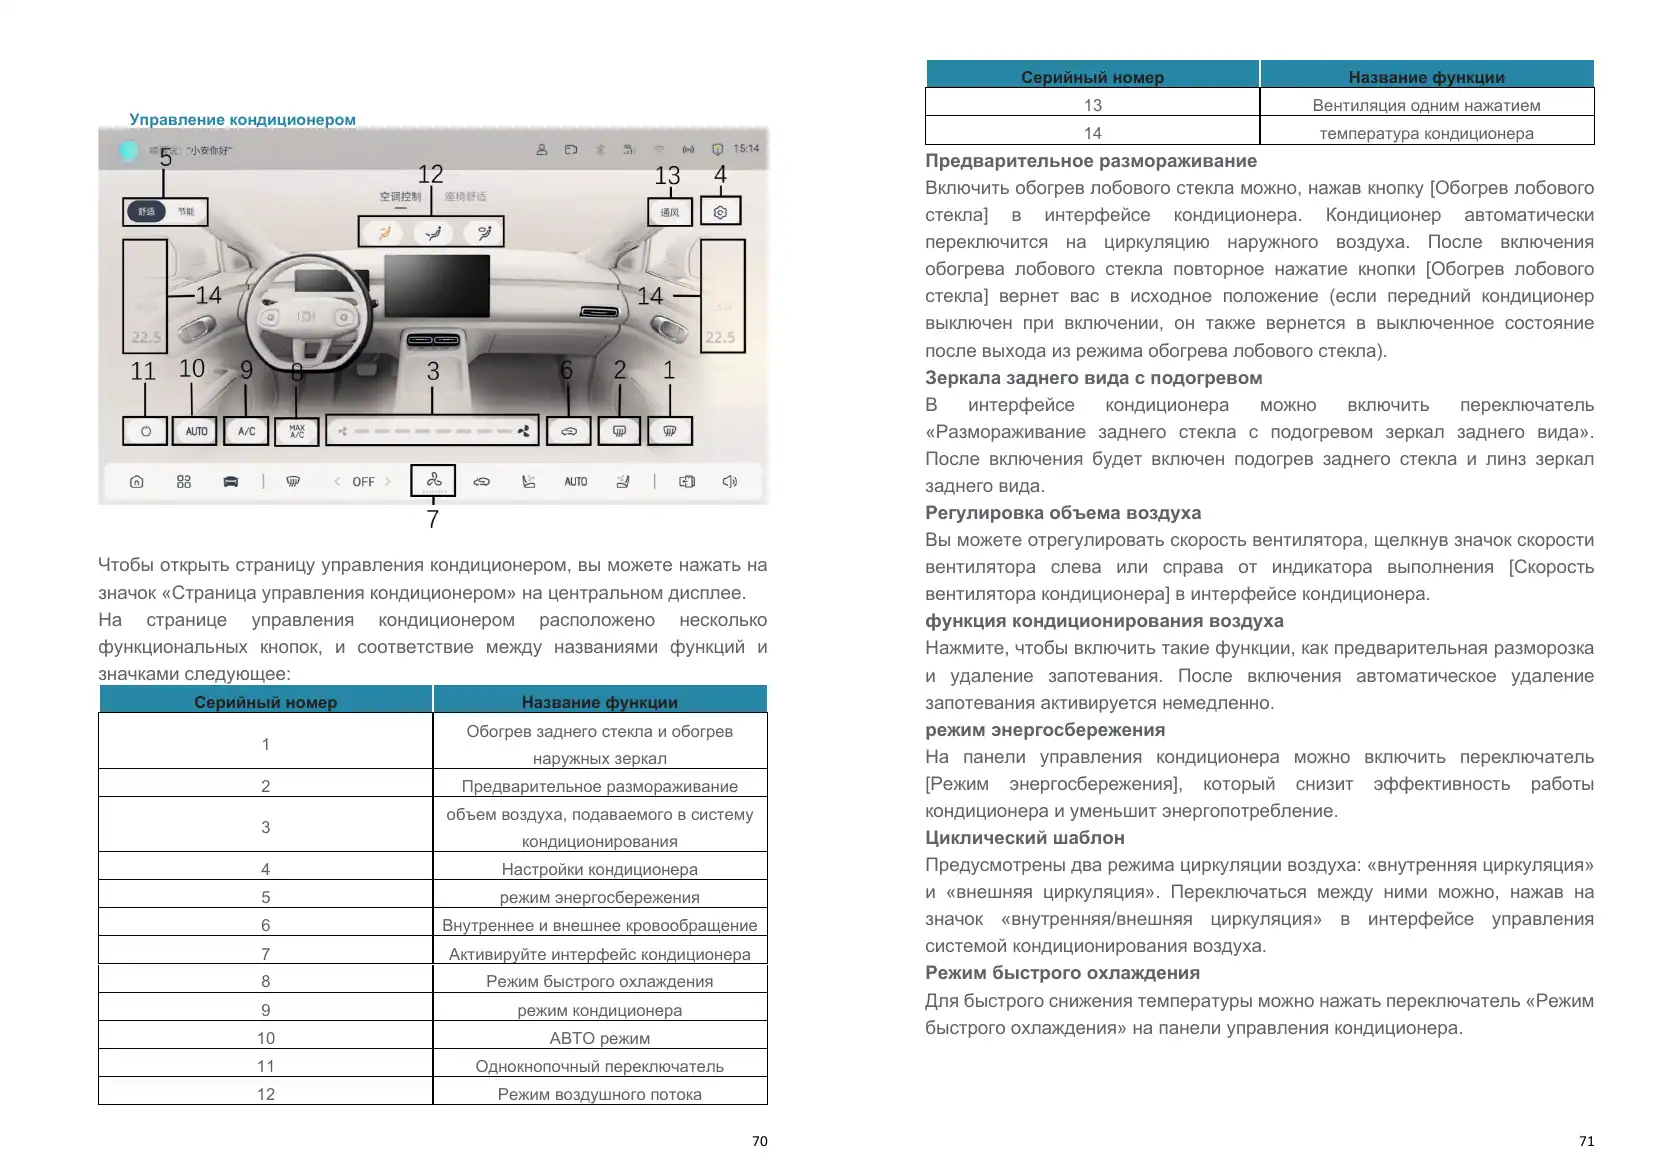 Управление кондиционером
"小安你好"
15:14
5
12
13
4
空调控制
座椅舒适
舒适
节能
通风
14
14
22.5
22.5
11
10
9
8
3
6
2
1
AUTO
A/C
MAX
A/C
OFF
AUTO
7
Чтобы открыть страницу управления кондиционером, вы можете нажать на
значок «Страница управления кондиционером» на центральном дисплее.
На странице управления кондиционером расположено несколько
функциональных кнопок, и соответствие между названиями функций и
значками следующее:
Серийный номер Название функции
1 Обогрев заднего стекла и обогрев
наружных зеркал
2 Предварительное размораживание
3 объем воздуха, подаваемого в систему
кондиционирования
4 Настройки кондиционера
5 режим энергосбережения
6 Внутреннее и внешнее кровообращение
7 Активируйте интерфейс кондиционера
8 Режим быстрого охлаждения
9 режим кондиционера
10 АВТО режим
11 Однокнопочный переключатель
12 Режим воздушного потока
70
Серийный номер Название функции
13 Вентиляция одним нажатием
14 температура кондиционера
Предварительное размораживание
Включить обогрев лобового стекла можно, нажав кнопку [Обогрев лобового
стекла] в интерфейсе кондиционера. Кондиционер автоматически
переключится на циркуляцию наружного воздуха. После включения
обогрева лобового стекла повторное нажатие кнопки [Обогрев лобового
стекла] вернет вас в исходное положение (если передний кондиционер
выключен при включении, он также вернется в выключенное состояние
после выхода из режима обогрева лобового стекла).
Зеркала заднего вида с подогревом
В интерфейсе кондиционера можно включить переключатель
«Размораживание заднего стекла с подогревом зеркал заднего вида».
После включения будет включен подогрев заднего стекла и линз зеркал
заднего вида.
Регулировка объема воздуха
Вы можете отрегулировать скорость вентилятора, щелкнув значок скорости
вентилятора слева или справа от индикатора выполнения [Скорость
вентилятора кондиционера] в интерфейсе кондиционера.
функция кондиционирования воздуха
Нажмите, чтобы включить такие функции, как предварительная разморозка
и удаление запотевания. После включения автоматическое удаление
запотевания активируется немедленно.
режим энергосбережения
На панели управления кондиционера можно включить переключатель
[Режим энергосбережения], который снизит эффективность работы
кондиционера и уменьшит энергопотребление.
Циклический шаблон
Предусмотрены два режима циркуляции воздуха: «внутренняя циркуляция»
и «внешняя циркуляция». Переключаться между ними можно, нажав на
значок «внутренняя/внешняя циркуляция» в интерфейсе управления
системой кондиционирования воздуха.
Режим быстрого охлаждения
Для быстрого снижения температуры можно нажать переключатель «Режим
быстрого охлаждения» на панели управления кондиционера.
71